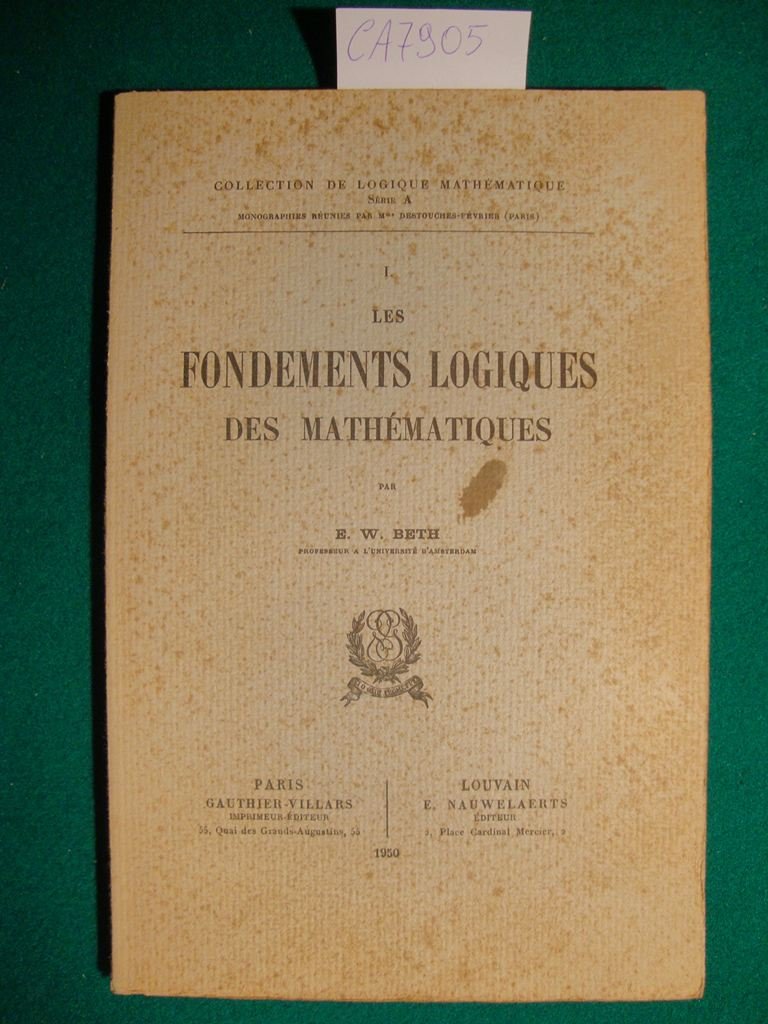 CA7905
COLLECTION DE LOGIQUE MATHÉMATIQUE
SÉRIE A
MONOGRAPHIES RÉUNIES PAR Mme DESTOUCHES-FÉVRIER (PARIS)
I.
LES
FONDEMENTS LOGIQUES
DES MATHÉMATIQUES
PAR
E. W. BETH
PROFESSEUR A L'UNIVERSITÉ D'AMSTERDAM
PARIS
GAUTHIER-VILLARS
IMPRIMEUR-ÉDITEUR
55, Quai des Grands-Augustins, 55
LOUVAIN
E. NAUWELAERTS
ÉDITEUR
2, Place Cardinal Mercier, 2
1950